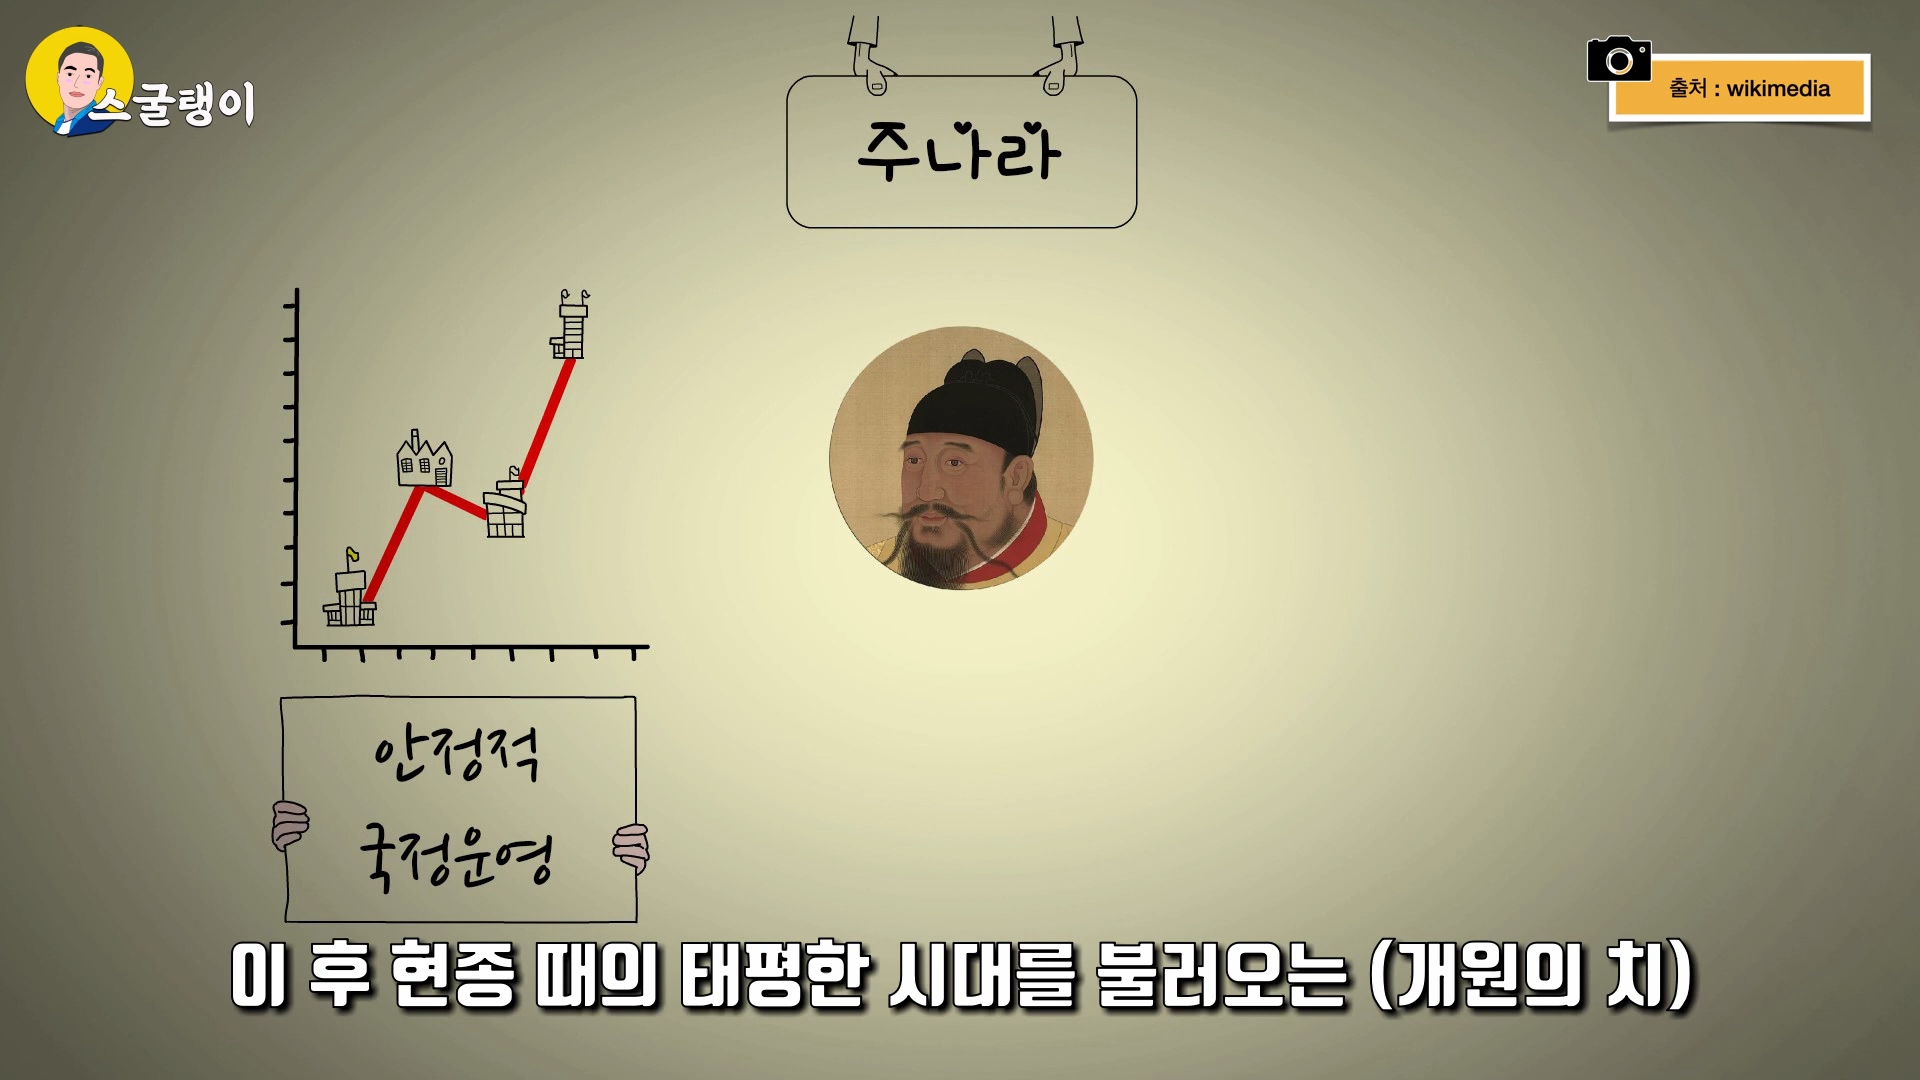 스굴탱이
주나라
출처 : wikimedia
안정적
국정운영
이 후 현종 때의 태평한 시대를 불러오는 (개원의 치)